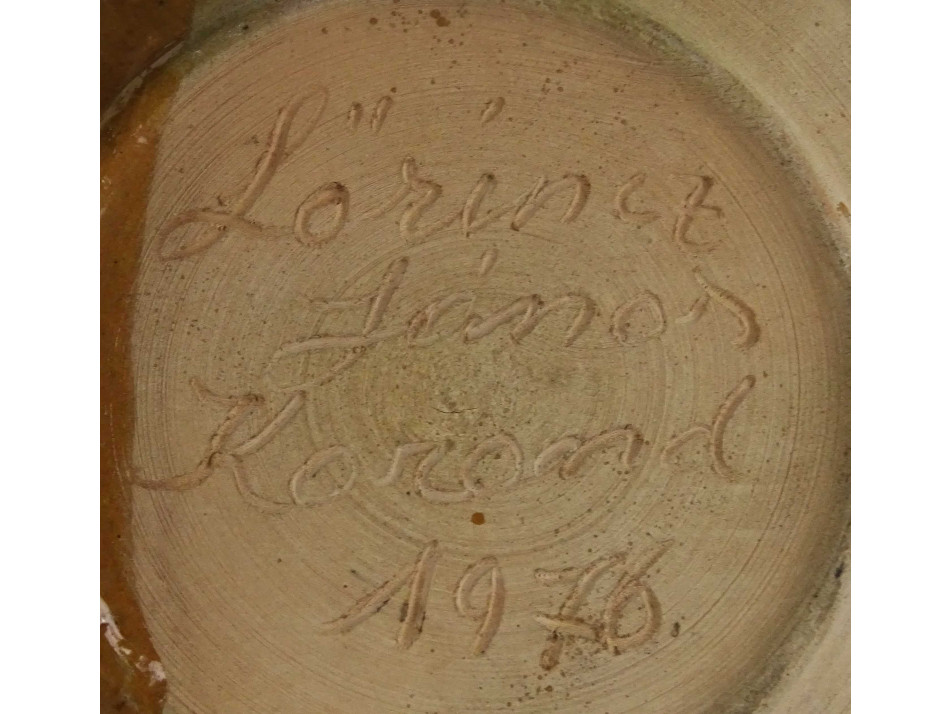 Lőrincz
János
Korond
1976.